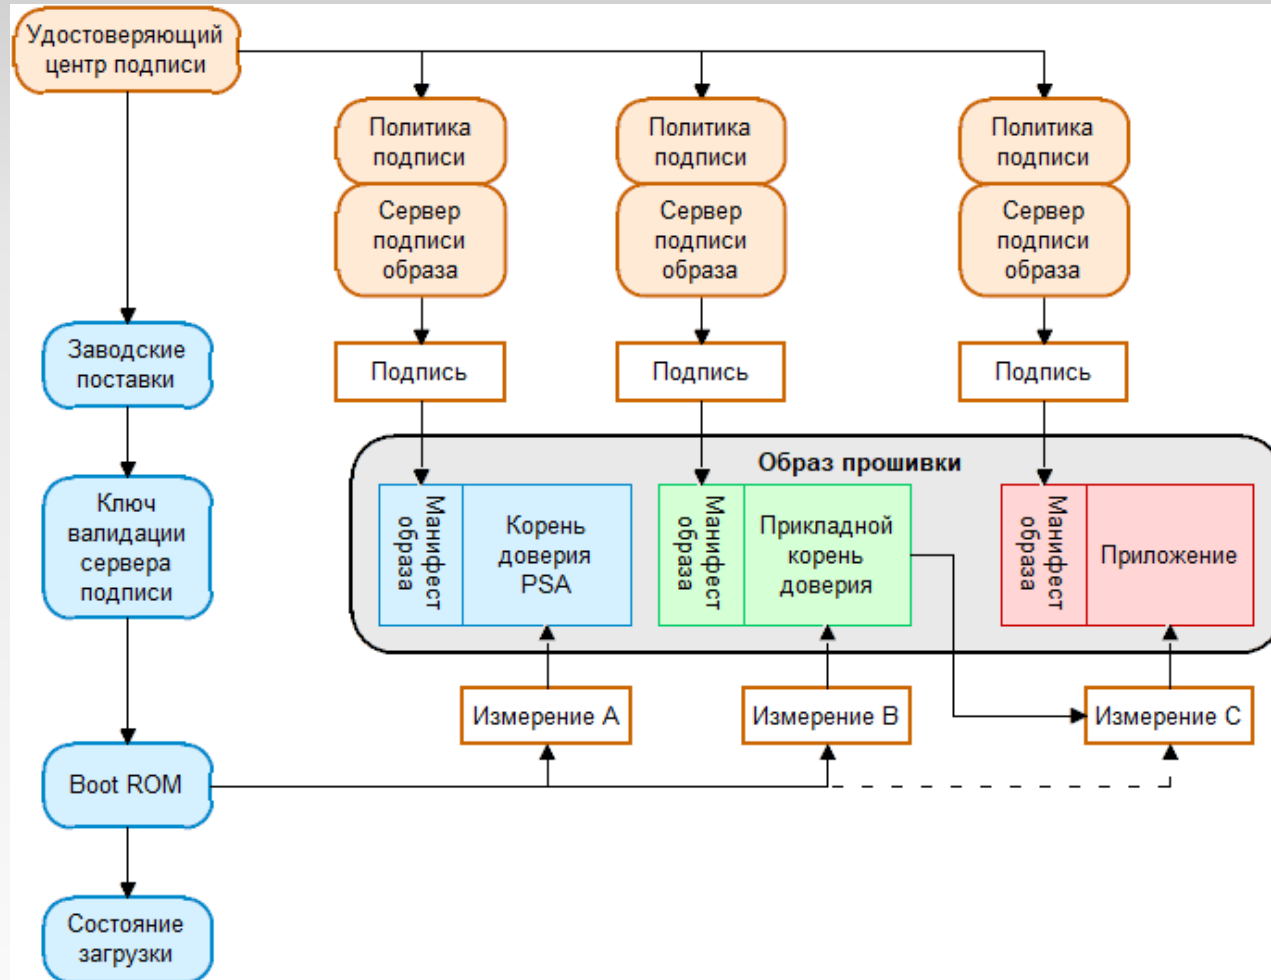 Удостоверяющий
центр подписи
Политика
подписи
Политика
подписи
Политика
подписи
Сервер
подписи
образа
Сервер
подписи
образа
Сервер
подписи
образа
Заводские
поставки
Подпись
Подпись
Подпись
Образ прошивки
Ключ
валидации
сервера
подписи
Манифест
образа
Корень
доверия
PSA
Манифест
образа
Прикладной
корень
доверия
Манифест
образа
Приложение
Измерение A
Измерение B
Измерение C
Boot ROM
Состояние
загрузки